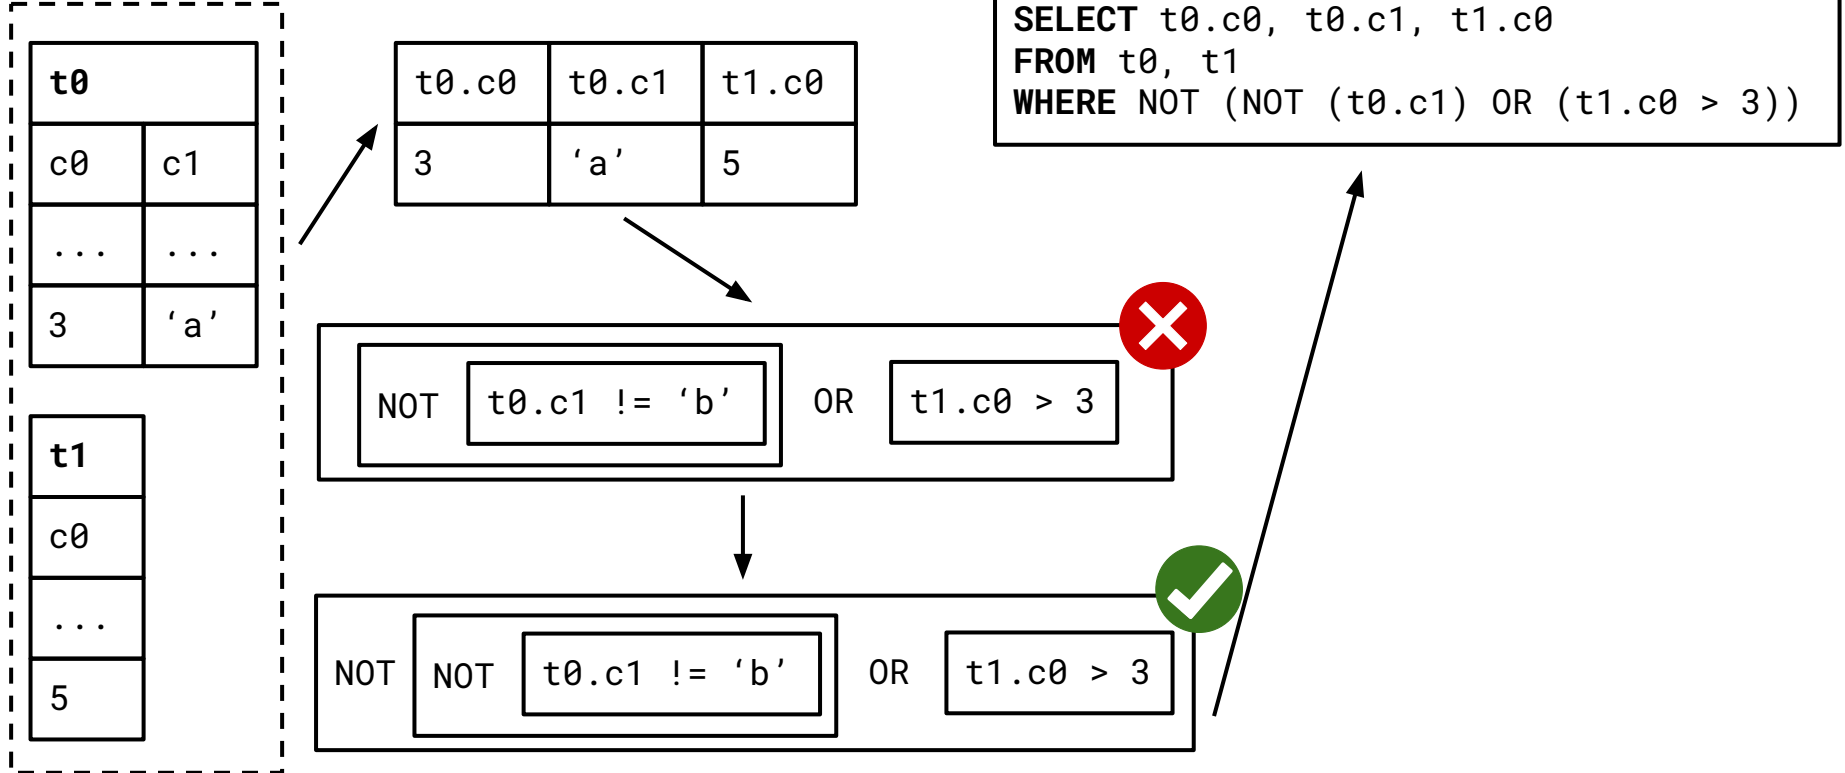 t0
c0 c1
... ...
3 ‘a’
t1
c0
...
5
t0.c0 t0.c1 t1.c0
3 ‘a’ 5
NOT t0.c1 != ‘b’ OR t1.c0 > 3
NOT NOT t0.c1 != ‘b’ OR t1.c0 > 3
SELECT t0.c0, t0.c1, t1.c0
FROM t0, t1
WHERE NOT (NOT (t0.c1) OR (t1.c0 > 3))